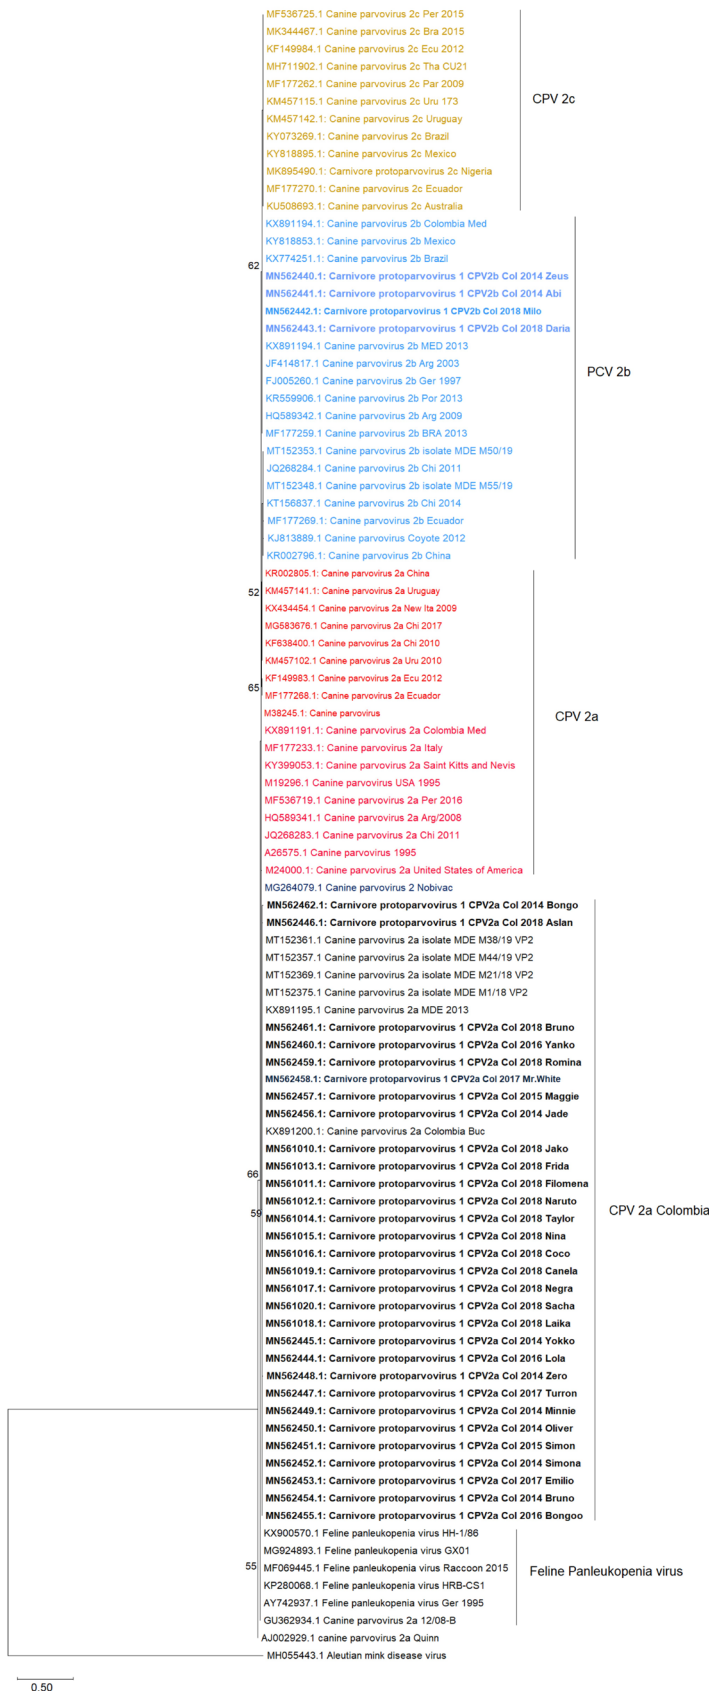 MF536725.1 Canine parvovirus 2c Per 2015
MK344467.1 Canine parvovirus 2c Bra 2015
KF149984.1 Canine parvovirus 2c Ecu 2012
MH711902.1 Canine parvovirus 2c Tha CU21
MF177262.1 Canine parvovirus 2c Par 2009
KM457115.1 Canine parvovirus 2c Uru 173
CPV 2c
KM457142.1: Canine parvovirus 2c Uruguay
KY073269.1: Canine parvovirus 2c Brazil
KY818895.1: Canine parvovirus 2c Mexico
MK895490.1: Carnivore protoparvovirus 2c Nigeria
MF177270.1: Canine parvovirus 2c Ecuador
KU508693.1: Canine parvovirus 2c Australia
KX891194.1: Canine parvovirus 2b Colombia Med
KY818853.1: Canine parvovirus 2b Mexico
KX774251.1: Canine parvovirus 2b Brazil
62
MN562440.1: Carnivore protoparvovirus 1 CPV2b Col 2014 Zeus
MN562441.1: Carnivore protoparvovirus 1 CPV2b Col 2014 Abi
MN562442.1: Carnivore protoparvovirus 1 CPV2b Col 2018 Milo
MN562443.1: Carnivore protoparvovirus 1 CPV2b Col 2018 Daria
KX891194.1: Canine parvovirus 2b MED 2013
JF414817.1 Canine parvovirus 2b Arg 2003
PCV 2b
FJ005260.1 Canine parvovirus 2b Ger 1997
KR559906.1 Canine parvovirus 2b Por 2013
HQ589342.1 Canine parvovirus 2b Arg 2009
MF177259.1 Canine parvovirus 2b BRA 2013
MT152353.1 Canine parvovirus 2b isolate MDE M50/19
JQ268284.1 Canine parvovirus 2b Chi 2011
MT152348.1 Canine parvovirus 2b isolate MDE M55/19
KT156837.1 Canine parvovirus 2b Chi 2014
MF177269.1: Canine parvovirus 2b Ecuador
KJ813889.1 Canine parvovirus Coyote 2012
KR002796.1: Canine parvovirus 2b China
KR002805.1: Canine parvovirus 2a China
52
KM457141.1: Canine parvovirus 2a Uruguay
KX434454.1 Canine parvovirus 2a New Ita 2009
MG583676.1 Canine parvovirus 2a Chi 2017
KF638400.1 Canine parvovirus 2a Chi 2010
KM457102.1 Canine parvovirus 2a Uru 2010
KF149983.1 Canine parvovirus 2a Ecu 2012
65
MF177268.1: Canine parvovirus 2a Ecuador
M38245.1: Canine parvovirus
CPV 2a
KX891191.1: Canine parvovirus 2a Colombia Med
MF177233.1: Canine parvovirus 2a Italy
KY399053.1: Canine parvovirus 2a Saint Kitts and Nevis
M19296.1 Canine parvovirus USA 1995
MF536719.1 Canine parvovirus 2a Per 2016
HQ589341.1 Canine parvovirus 2a Arg/2008
JQ268283.1 Canine parvovirus 2a Chi 2011
A26575.1 Canine parvovirus 1995
M24000.1: Canine parvovirus 2a United States of America
MG264079.1 Canine parvovirus 2 Nobivac
MN562462.1: Carnivore protoparvovirus 1 CPV2a Col 2014 Bongo
MN562446.1: Carnivore protoparvovirus 1 CPV2a Col 2018 Aslan
MT152361.1 Canine parvovirus 2a isolate MDE M38/19 VP2
MT152357.1 Canine parvovirus 2a isolate MDE M44/19 VP2
MT152369.1 Canine parvovirus 2a isolate MDE M21/18 VP2
MT152375.1 Canine parvovirus 2a isolate MDE M1/18 VP2
KX891195.1 Canine parvovirus 2a MDE 2013
MN562461.1: Carnivore protoparvovirus 1 CPV2a Col 2018 Bruno
MN562460.1: Carnivore protoparvovirus 1 CPV2a Col 2016 Yanko
MN562459.1: Carnivore protoparvovirus 1 CPV2a Col 2018 Romina
MN562458.1: Carnivore protoparvovirus 1 CPV2a Col 2017 Mr.White
MN562457.1: Carnivore protoparvovirus 1 CPV2a Col 2015 Maggie
MN562456.1: Carnivore protoparvovirus 1 CPV2a Col 2014 Jade
KX891200.1: Canine parvovirus 2a Colombia Buc
MN561010.1: Carnivore protoparvovirus 1 CPV2a Col 2018 Jako
MN561013.1: Carnivore protoparvovirus 1 CPV2a Col 2018 Frida
66
MN561011.1: Carnivore protoparvovirus 1 CPV2a Col 2018 Filomena
MN561012.1: Carnivore protoparvovirus 1 CPV2a Col 2018 Naruto
CPV 2a Colombia
59
MN561014.1: Carnivore protoparvovirus 1 CPV2a Col 2018 Taylor
MN561015.1: Carnivore protoparvovirus 1 CPV2a Col 2018 Nina
MN561016.1: Carnivore protoparvovirus 1 CPV2a Col 2018 Coco
MN561019.1: Carnivore protoparvovirus 1 CPV2a Col 2018 Canela
MN561017.1: Carnivore protoparvovirus 1 CPV2a Col 2018 Negra
MN561020.1: Carnivore protoparvovirus 1 CPV2a Col 2018 Sacha
MN561018.1: Carnivore protoparvovirus 1 CPV2a Col 2018 Laika
MN562445.1: Carnivore protoparvovirus 1 CPV2a Col 2014 Yokko
MN562444.1: Carnivore protoparvovirus 1 CPV2a Col 2016 Lola
MN562448.1: Carnivore protoparvovirus 1 CPV2a Col 2014 Zero
MN562447.1: Carnivore protoparvovirus 1 CPV2a Col 2017 Turron
MN562449.1: Carnivore protoparvovirus 1 CPV2a Col 2014 Minnie
MN562450.1: Carnivore protoparvovirus 1 CPV2a Col 2014 Oliver
MN562451.1: Carnivore protoparvovirus 1 CPV2a Col 2015 Simon
MN562452.1: Carnivore protoparvovirus 1 CPV2a Col 2014 Simona
MN562453.1: Carnivore protoparvovirus 1 CPV2a Col 2017 Emilio
MN562454.1: Carnivore protoparvovirus 1 CPV2a Col 2014 Bruno
MN562455.1: Carnivore protoparvovirus 1 CPV2a Col 2016 Bongoo
KX900570.1 Feline panleukopenia virus HH-1/86
MG924893.1 Feline panleukopenia virus GX01
55
MF069445.1 Feline panleukopenia virus Raccoon 2015
Feline Panleukopenia virus
KP280068.1 Feline panleukopenia virus HRB-CS1
AY742937.1 Feline panleukopenia virus Ger 1995
GU362934.1 Canine parvovirus 2a 12/08-B
AJ002929.1 canine parvovirus 2a Quinn
MH055443.1 Aleutian mink disease virus
0.50